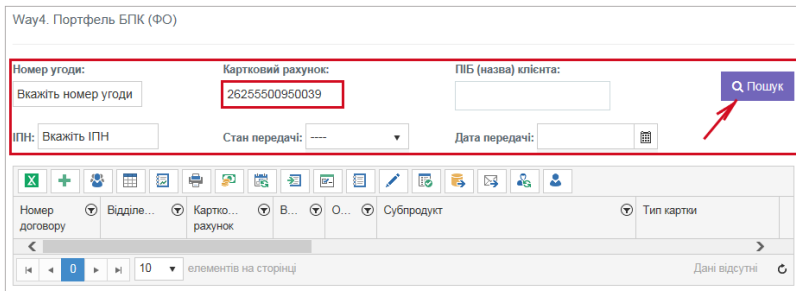 Way4. Портфель БПК (ФО)
Номер угоди: Картковий рахунок: ПІБ (назва) клієнта:
Вкажіть номер угоди 26255500950039 Пошук
ІПН: Вкажіть ІПН Стан передачі: ---- Дата передачі:
Номер договору Відділе... Картко... рахунок В... О... Субпродукт Тип картки
0 10 елементів на сторінці Дані відсутні